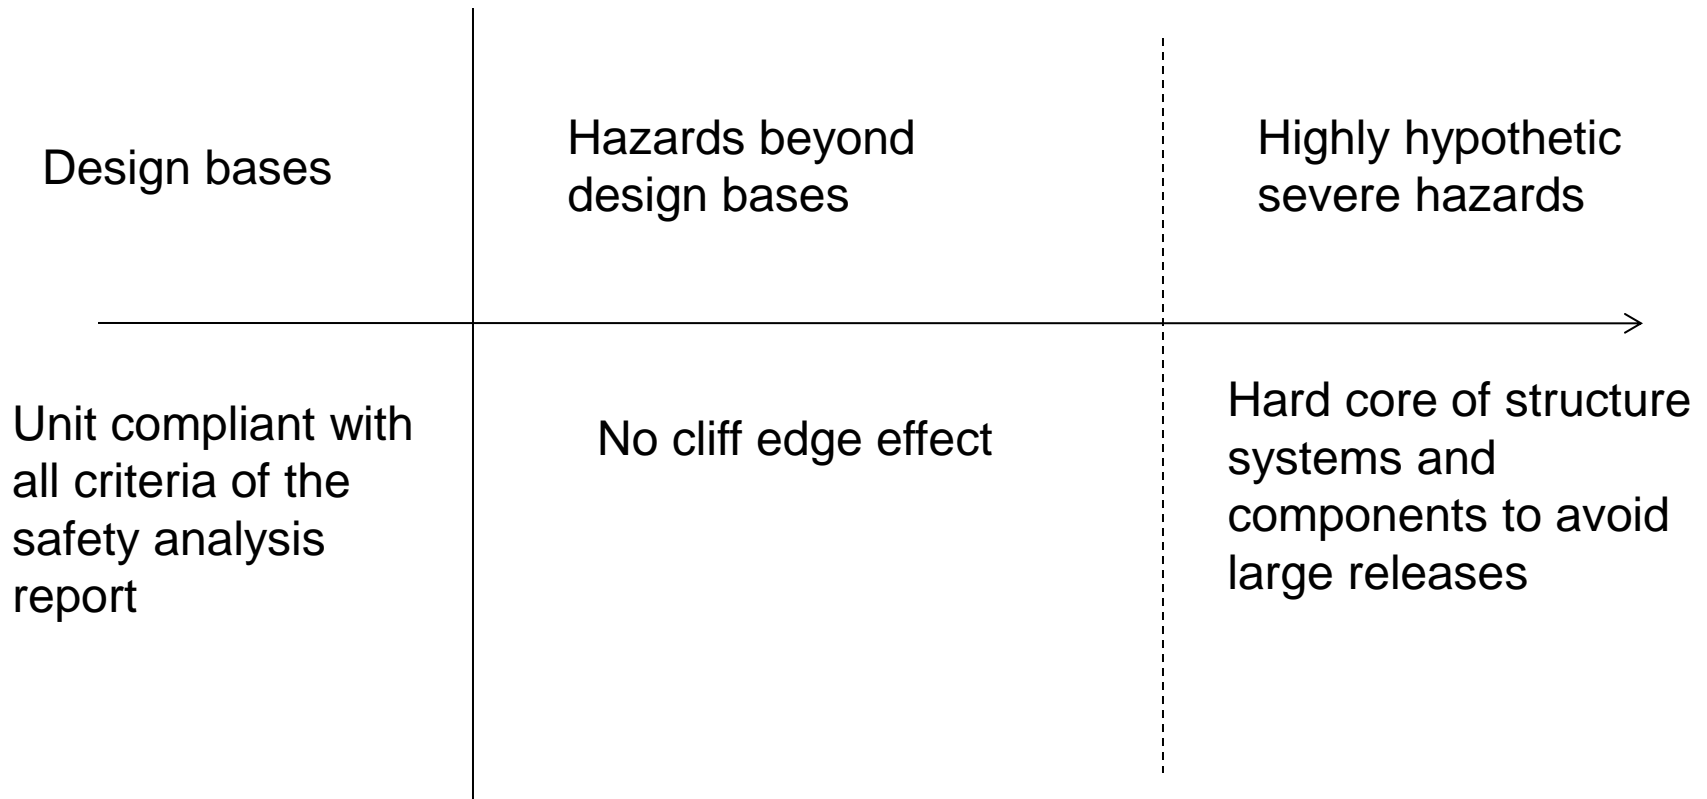 Design bases
Hazards beyond
design bases
Highly hypothetic
severe hazards
Unit compliant with
all criteria of the
safety analysis
report
No cliff edge effect
Hard core of structure
systems and
components to avoid
large releases